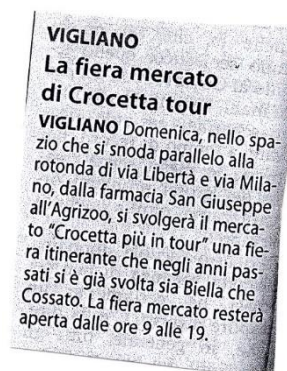 VIGLIANO
La fiera mercato
di Crocetta tour
VIGLIANO Domenica, nello spa-
zio che si snoda parallelo alla
rotonda di via Libertà e via Mila-
no, dalla farmacia San Giuseppe
all'Agrizoo, si svolgerà il merca-
to “Crocetta più in tour” una fie-
ra itinerante che negli anni pas-
sati si è già svolta sia Biella che
Cossato. La fiera mercato resterà
aperta dalle ore 9 alle 19.